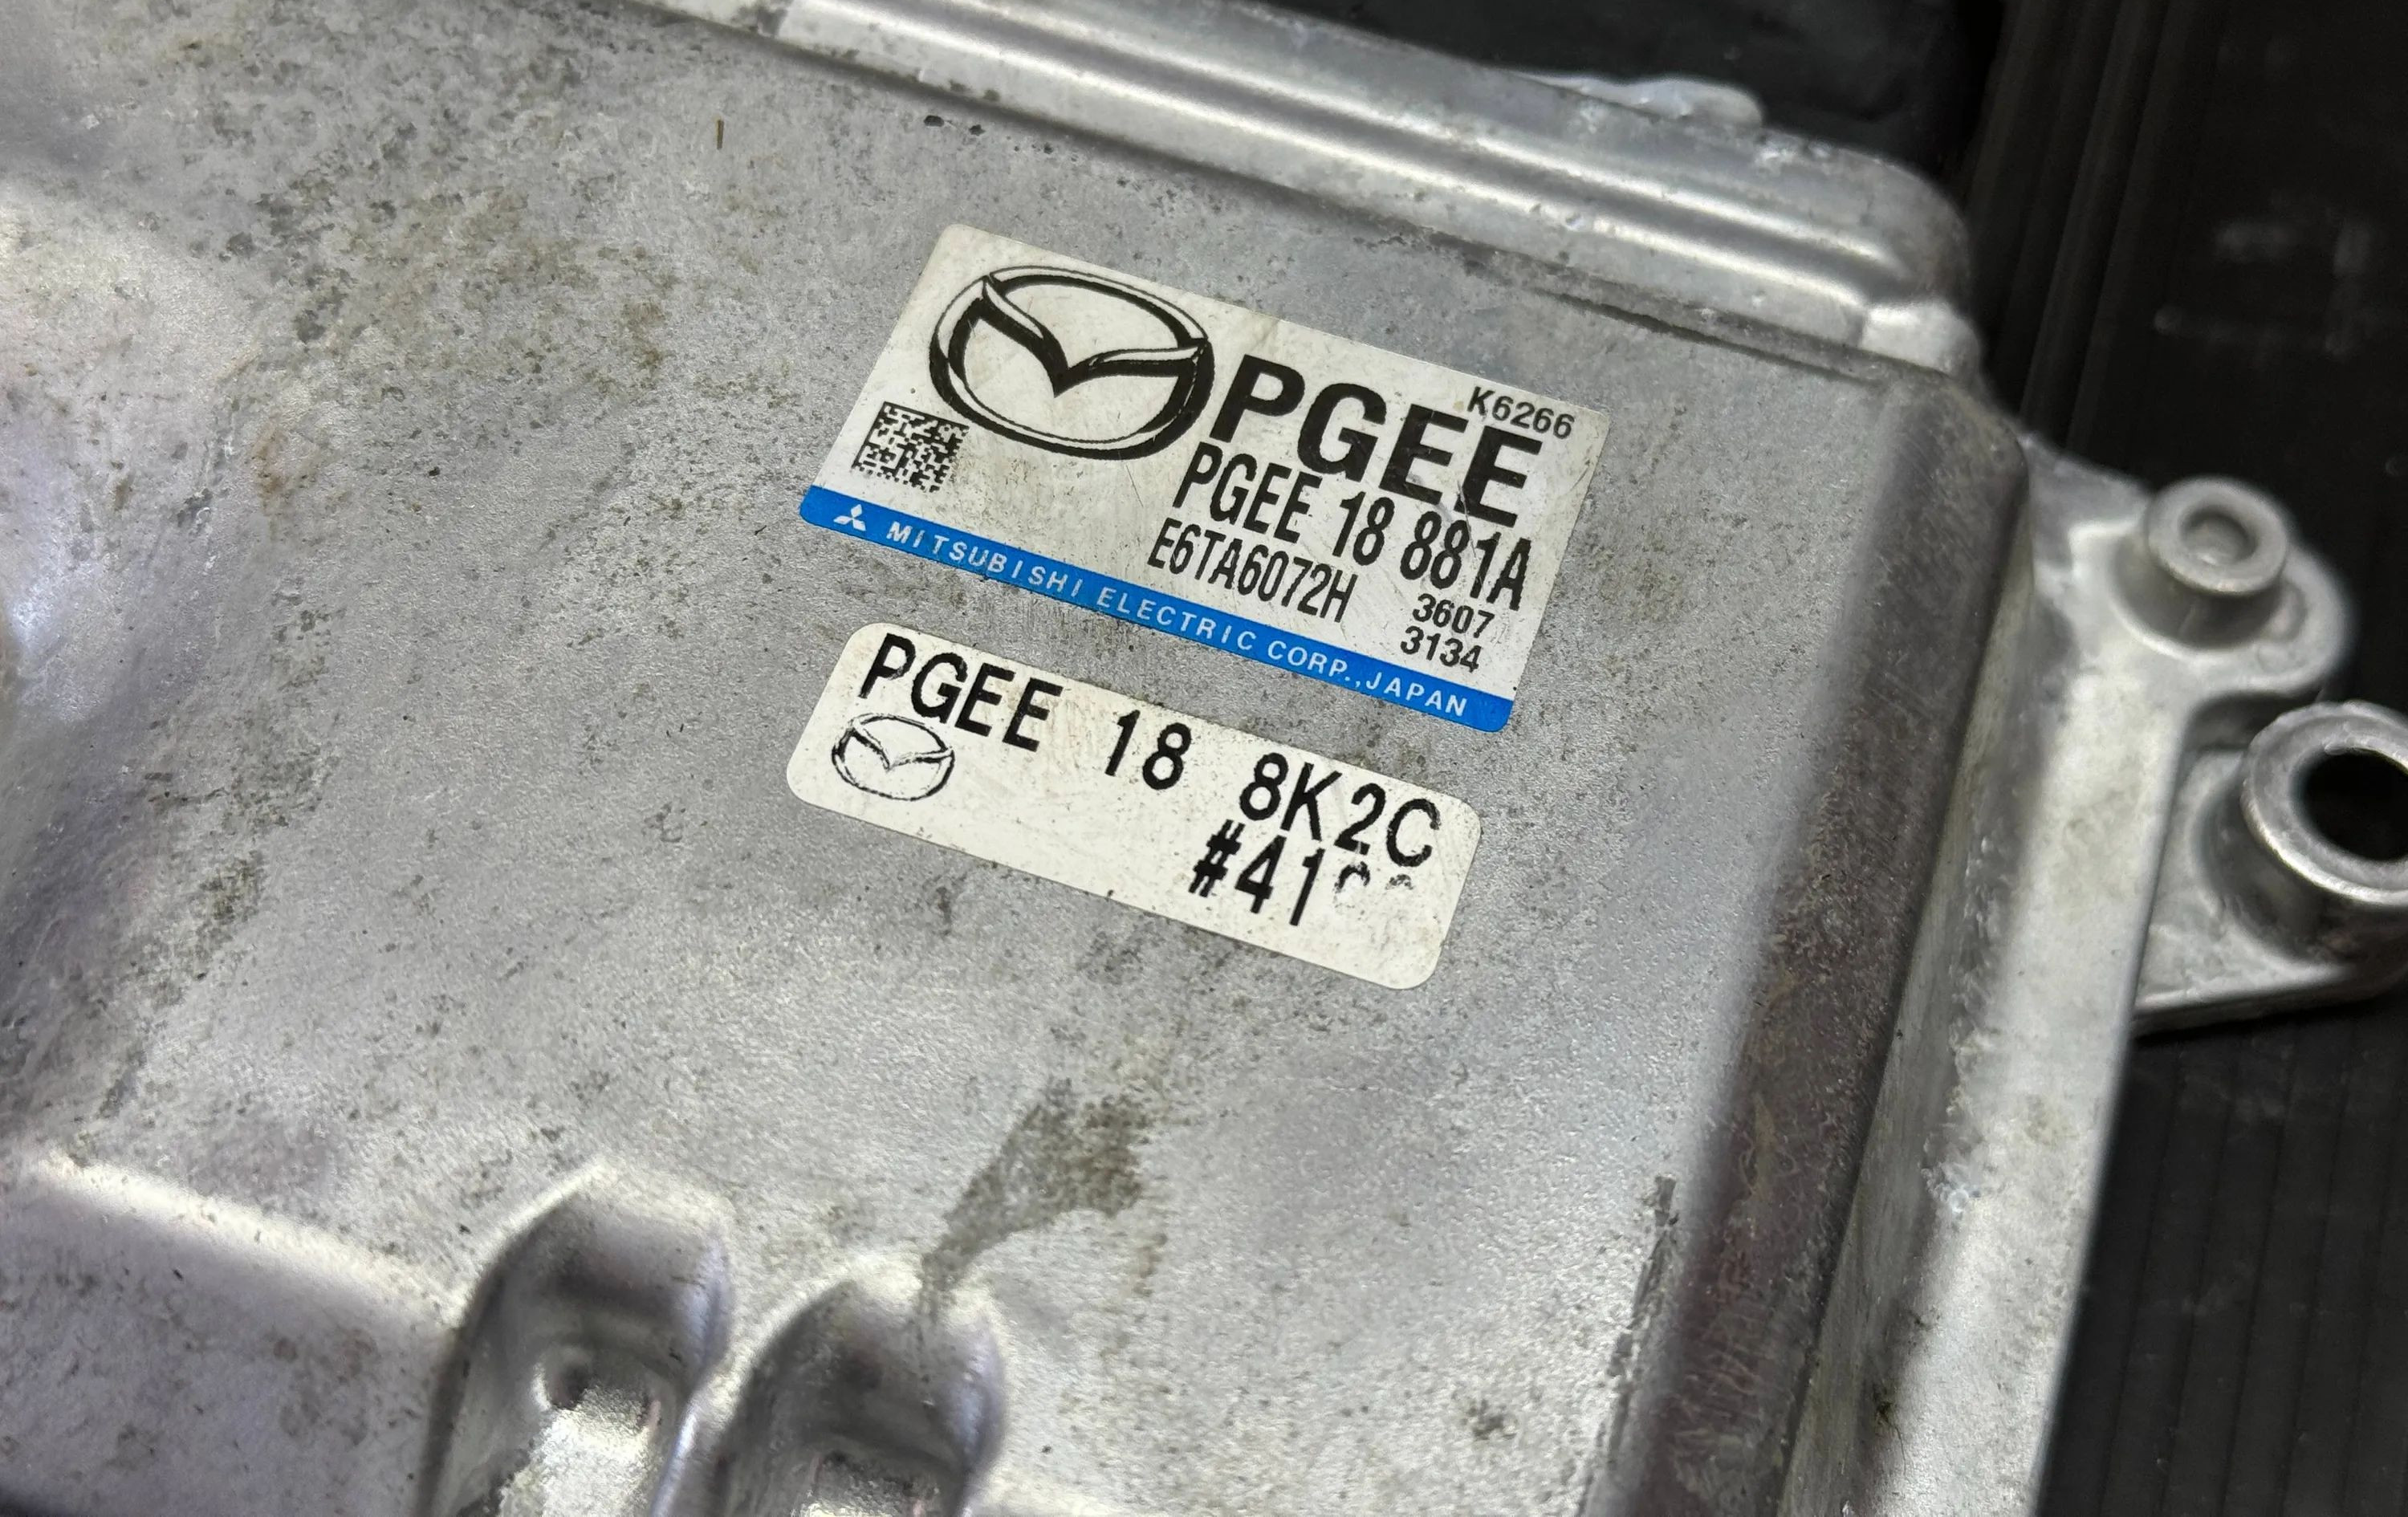 K6266
PGEE
PGEE 18 881A
E6TA6072H 3607
3134
MITSUBISHI ELECTRIC CORP.,JAPAN
PGEE 18 8K2C